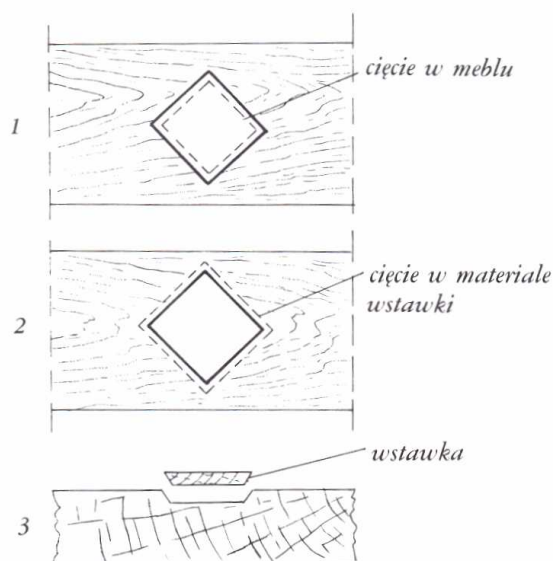 1
cięcie w meblu
2
cięcie w materiale
wstawki
wstawka
3